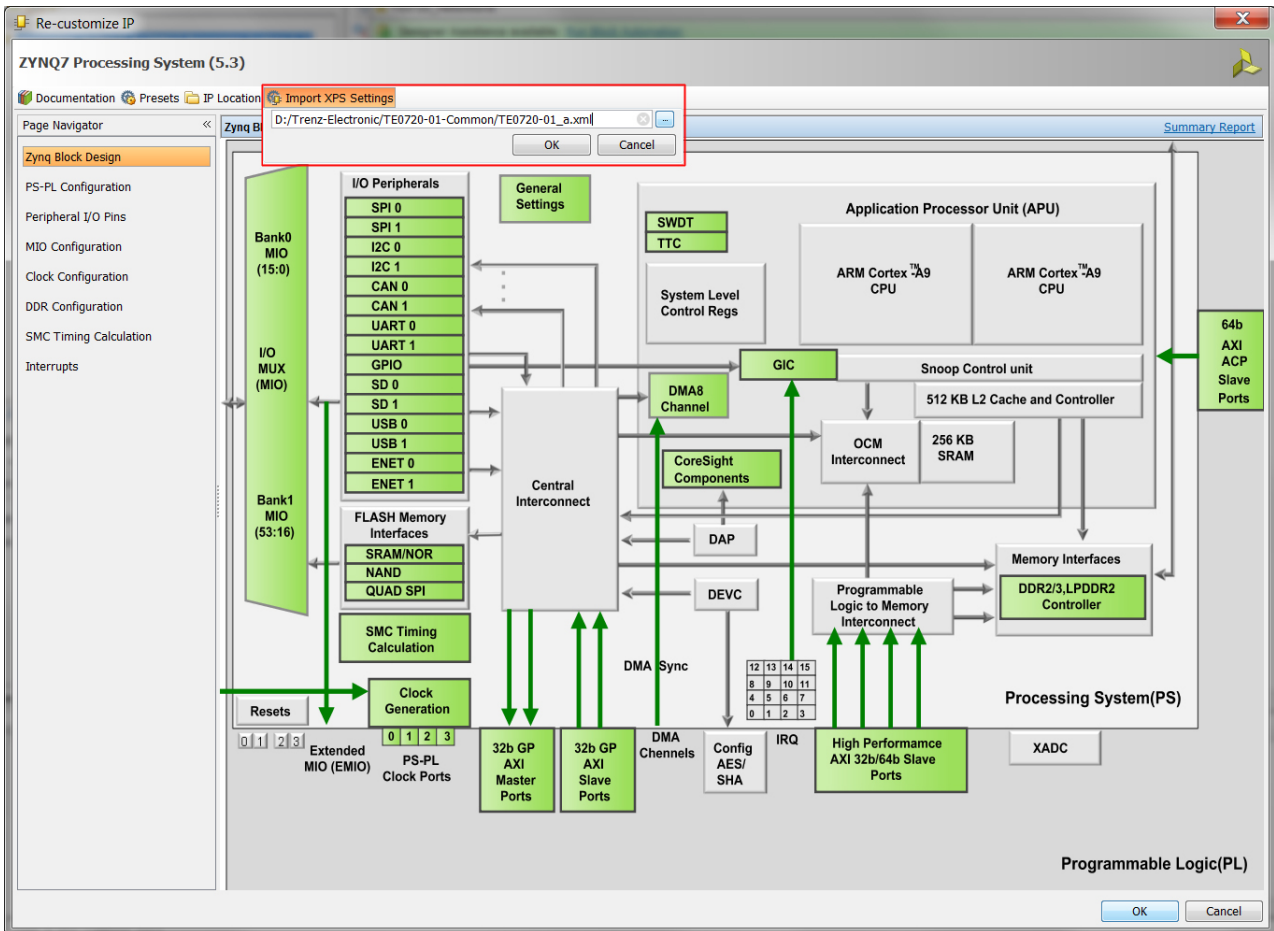 Re-customize IP
X
ZYNQ7 Processing System (5.3)
Documentation Presets IP Location Import XPS Settings
D:/Trenz-Electronic/TE0720-01-Common/TE0720-01_a.xml
...
OK Cancel
Page Navigator «
Zynq Bl
Summary Report
Zynq Block Design
PS-PL Configuration
Peripheral I/O Pins
MIO Configuration
Clock Configuration
DDR Configuration
SMC Timing Calculation
Interrupts
Bank0
MIO
(15:0)
I/O
MUX
(MIO)
Bank1
MIO
(53:16)
I/O Peripherals
SPI 0
SPI 1
I2C 0
I2C 1
CAN 0
CAN 1
UART 0
UART 1
GPIO
SD 0
SD 1
USB 0
USB 1
ENET 0
ENET 1
FLASH Memory
Interfaces
SRAM/NOR
NAND
QUAD SPI
SMC Timing
Calculation
General
Settings
Central
Interconnect
Application Processor Unit (APU)
SWDT
TTC
System Level
Control Regs
ARM Cortex™-A9
CPU
ARM Cortex™-A9
CPU
GIC
Snoop Control unit
DMA8
Channel
512 KB L2 Cache and Controller
OCM
Interconnect
256 KB
SRAM
CoreSight
Components
DAP
DEVC
64b
AXI
ACP
Slave
Ports
Memory Interfaces
DDR2/3,LPDDR2
Controller
Programmable
Logic to Memory
Interconnect
DMA Sync
12 13 14 15
8 9 10 11
4 5 6 7
0 1 2 3
IRQ
Processing System(PS)
Resets
0 1 2 3
Clock
Generation
0 1 2 3
Extended
MIO (EMIO)
PS-PL
Clock Ports
32b GP
AXI
Master
Ports
32b GP
AXI
Slave
Ports
DMA
Channels
Config
AES/
SHA
High Performamce
AXI 32b/64b Slave
Ports
XADC
Programmable Logic(PL)
OK Cancel